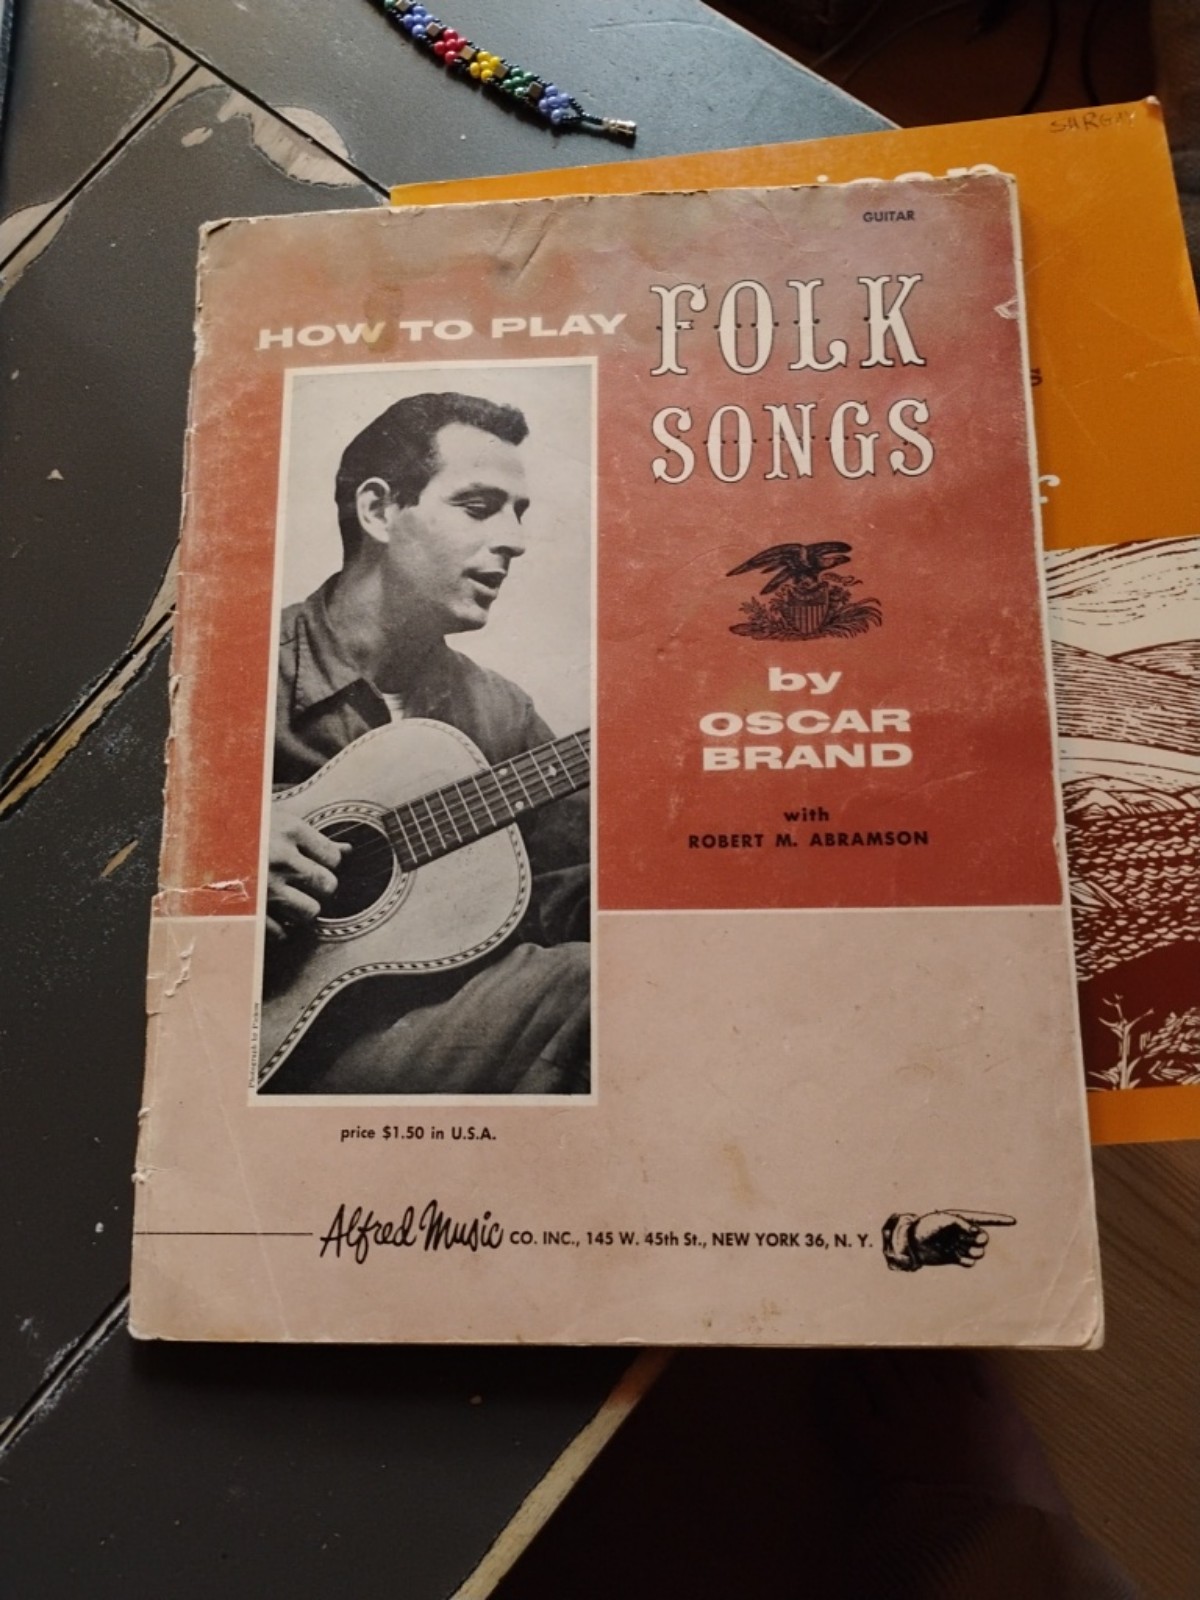 SHRGAY
GUITAR
HOW TO PLAY FOLK
SONGS
by
OSCAR
BRAND
with
ROBERT M. ABRAMSON
price $1.50 in U.S.A.
Alfred Music CO. INC., 145 W. 45th St., NEW YORK 36, N. Y.